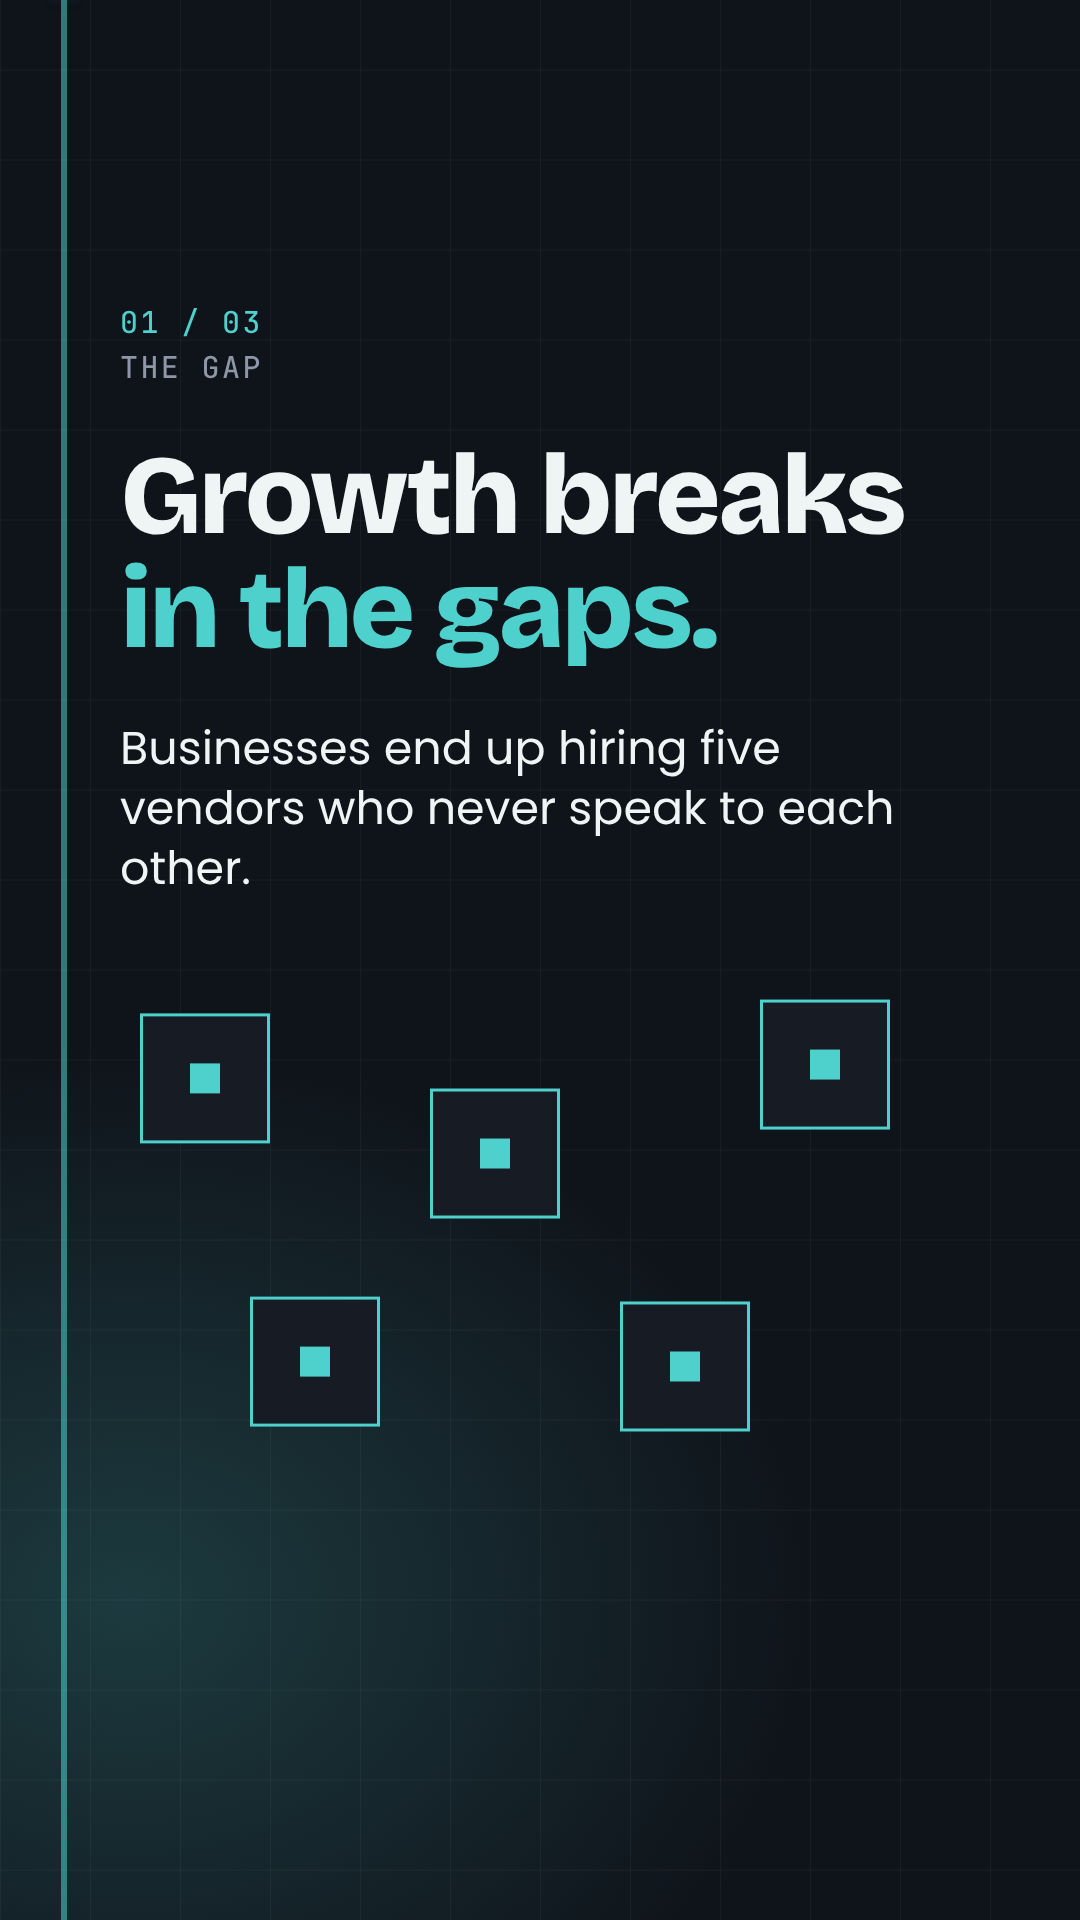 01 / 03
THE GAP
Growth breaks
in the gaps.
Businesses end up hiring five
vendors who never speak to each
other.